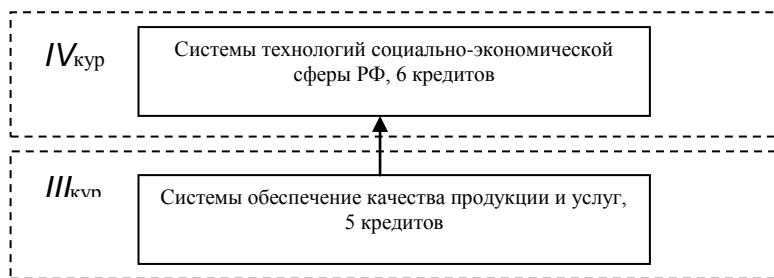 IVкур
Системы технологий социально-экономической
сферы РФ, 6 кредитов
IIIкур
Системы обеспечение качества продукции и услуг,
5 кредитов